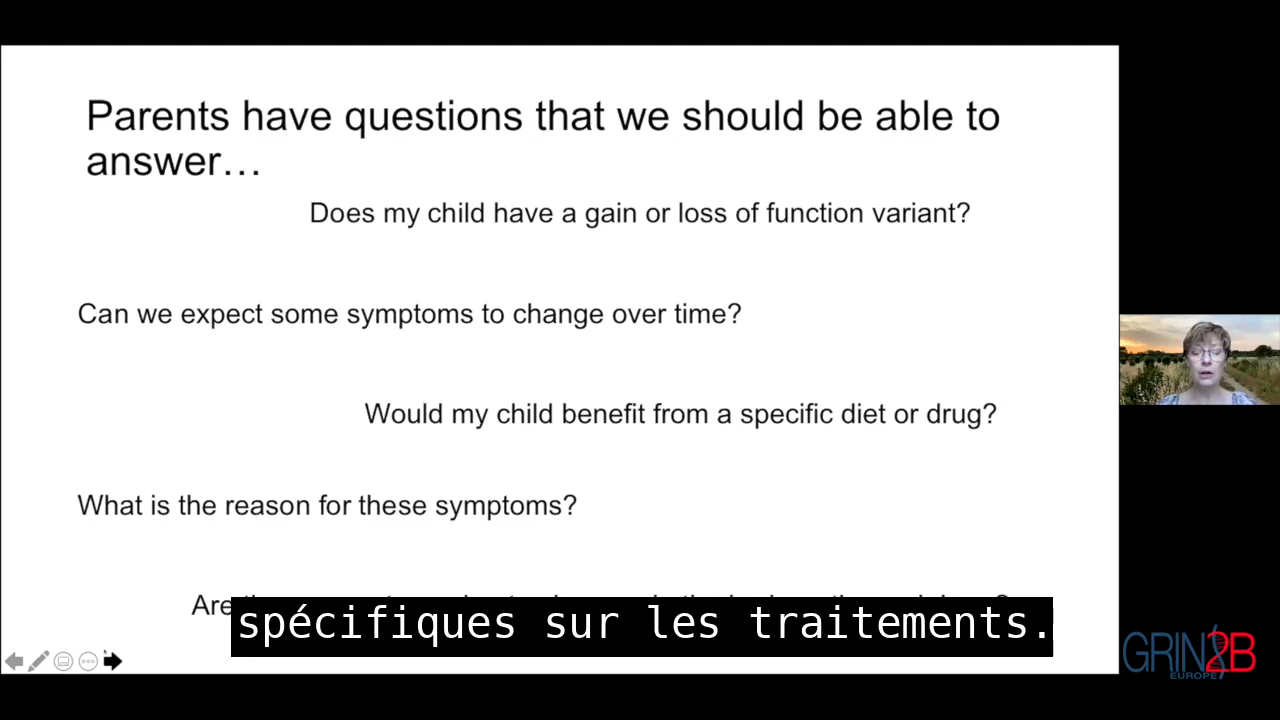 Parents have questions that we should be able to
answer…
Does my child have a gain or loss of function variant?
Can we expect some symptoms to change over time?
Would my child benefit from a specific diet or drug?
What is the reason for these symptoms?
Are
spécifiques sur les traitements.
GRIN2B
EUROPE